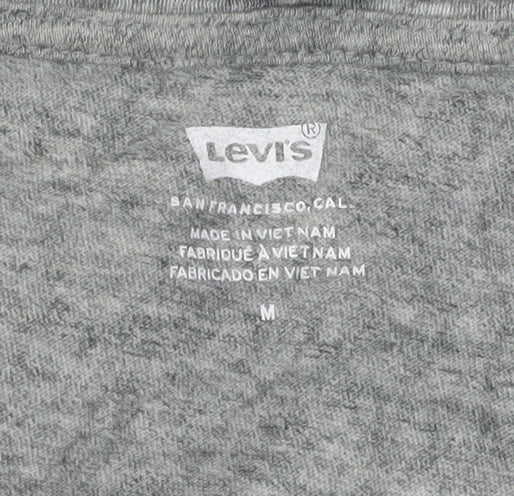 Levi's ®
SAN FRANCISCO, CAL.
MADE IN VIET NAM
FABRIQUÉ À VIET NAM
FABRICADO EN VIET NAM
M